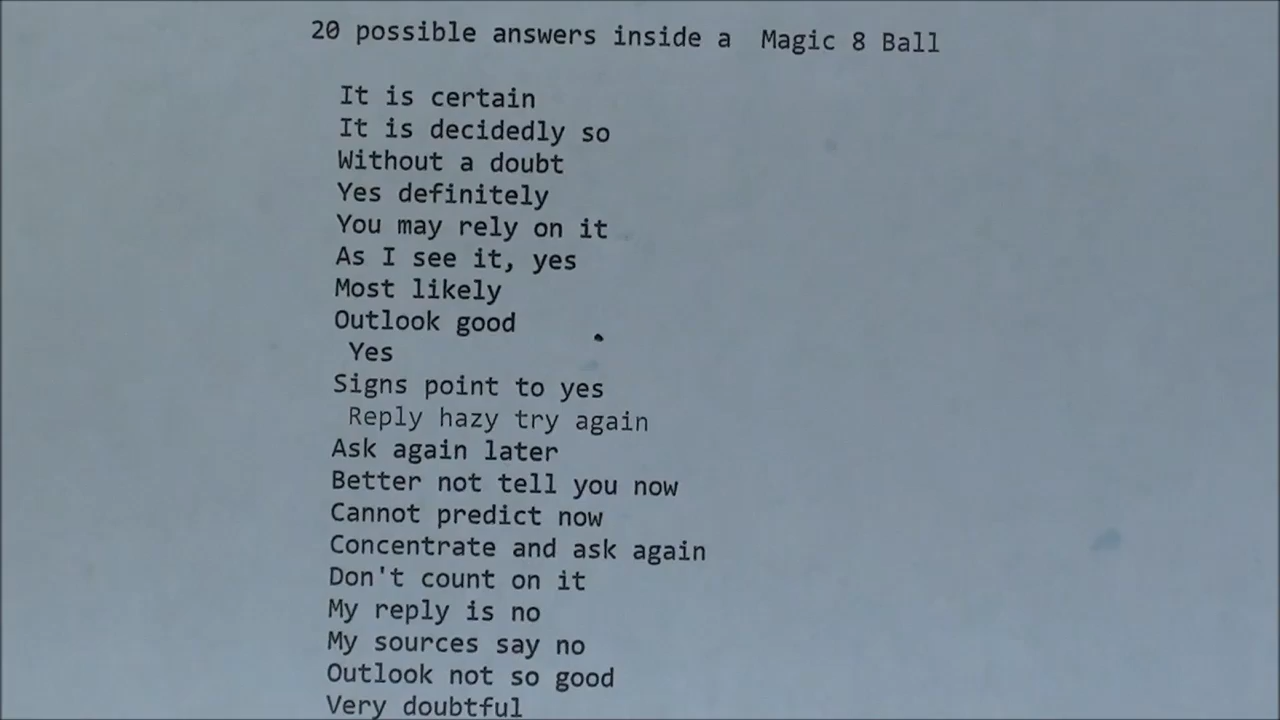 20 possible answers inside a  Magic 8 Ball
It is certain
It is decidedly so
Without a doubt
Yes definitely
You may rely on it
As I see it, yes
Most likely
Outlook good
Yes
Signs point to yes
Reply hazy try again
Ask again later
Better not tell you now
Cannot predict now
Concentrate and ask again
Don't count on it
My reply is no
My sources say no
Outlook not so good
Very doubtful